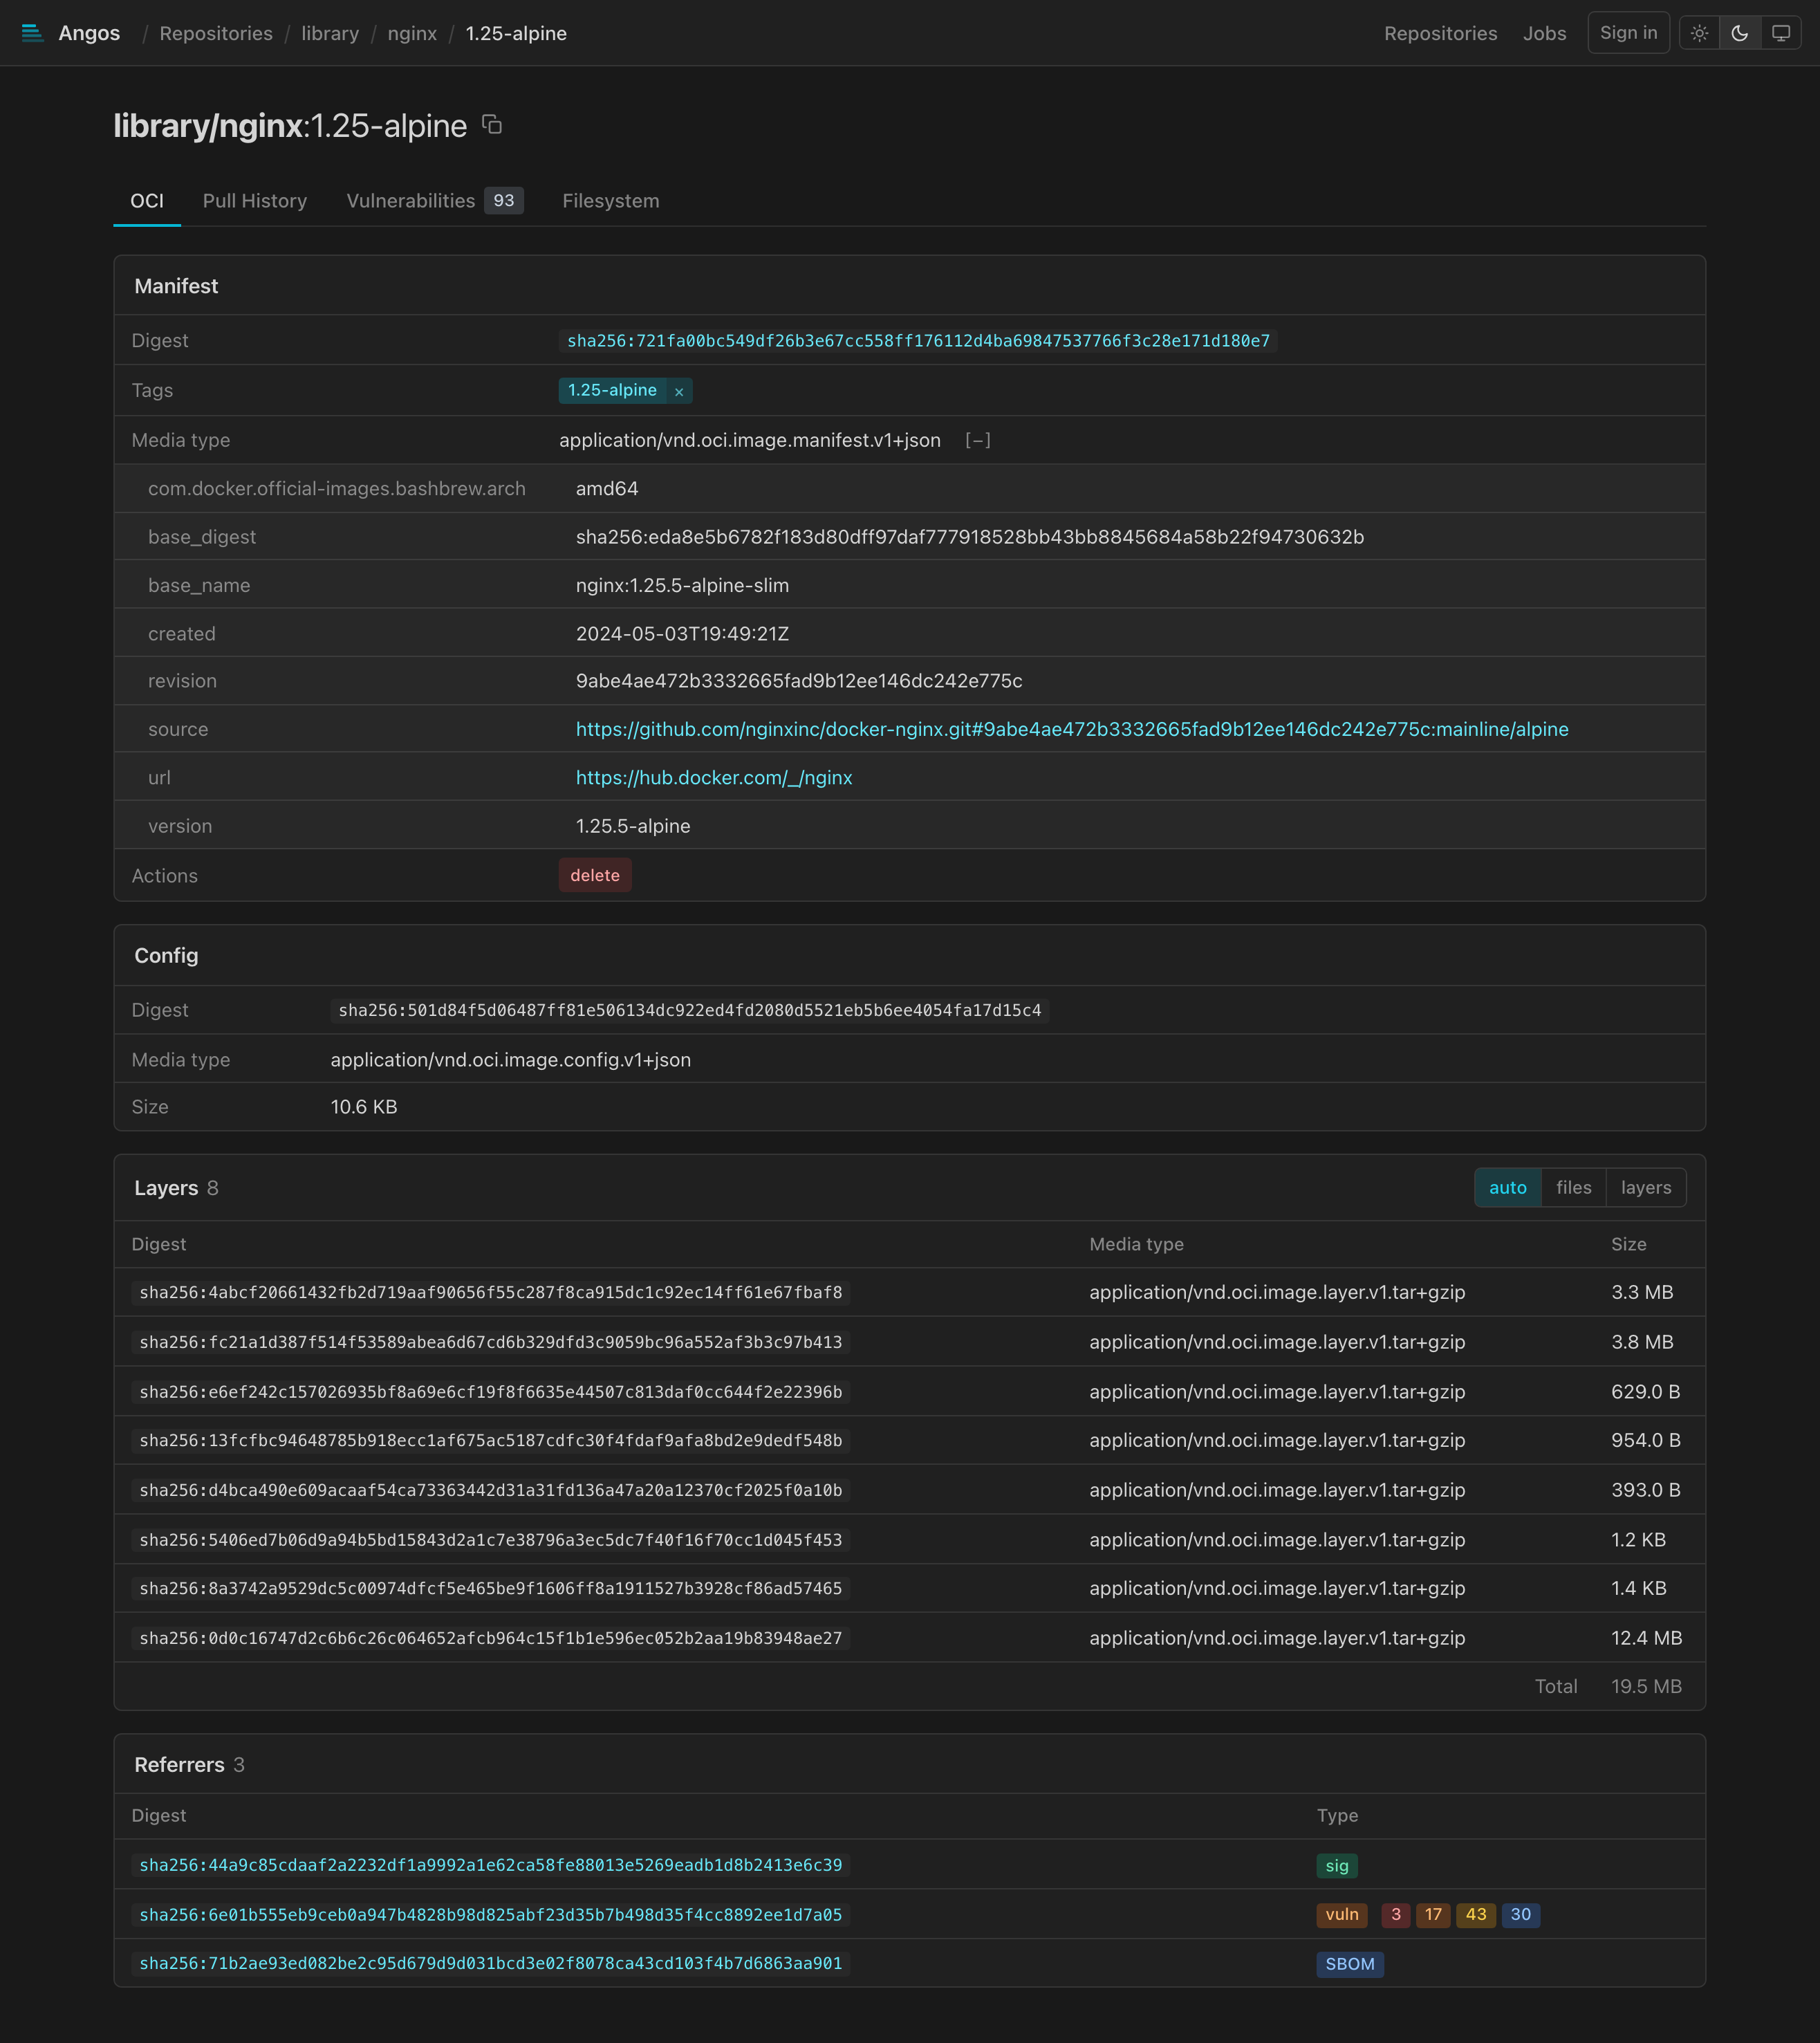 Angos / Repositories / library / nginx / 1.25-alpine Repositories Jobs Sign in
library/nginx:1.25-alpine
OCI Pull History Vulnerabilities 93 Filesystem
Manifest
Digest sha256:721fa00bc549df26b3e67cc558ff176112d4ba69847537766f3c28e171d180e7
Tags 1.25-alpine ×
Media type application/vnd.oci.image.manifest.v1+json [−]
com.docker.official-images.bashbrew.arch amd64
base_digest sha256:eda8e5b6782f183d80dff97daf777918528bb43bb8845684a58b22f94730632b
base_name nginx:1.25.5-alpine-slim
created 2024-05-03T19:49:21Z
revision 9abe4ae472b3332665fad9b12ee146dc242e775c
source https://github.com/nginxinc/docker-nginx.git#9abe4ae472b3332665fad9b12ee146dc242e775c:mainline/alpine
url https://hub.docker.com/_/nginx
version 1.25.5-alpine
Actions delete
Config
Digest sha256:501d84f5d06487ff81e506134dc922ed4fd2080d5521eb5b6ee4054fa17d15c4
Media type application/vnd.oci.image.config.v1+json
Size 10.6 KB
Layers 8 auto files layers
Digest Media type Size
sha256:4abcf20661432fb2d719aaf90656f55c287f8ca915dc1c92ec14ff61e67fbaf8 application/vnd.oci.image.layer.v1.tar+gzip 3.3 MB
sha256:fc21a1d387f514f53589abea6d67cd6b329dfd3c9059bc96a552af3b3c97b413 application/vnd.oci.image.layer.v1.tar+gzip 3.8 MB
sha256:e6ef242c157026935bf8a69e6cf19f8f6635e44507c813daf0cc644f2e22396b application/vnd.oci.image.layer.v1.tar+gzip 629.0 B
sha256:13fcfbc94648785b918ecc1af675ac5187cdfc30f4fdaf9afa8bd2e9dedf548b application/vnd.oci.image.layer.v1.tar+gzip 954.0 B
sha256:d4bca490e609acaaf54ca73363442d31a31fd136a47a20a12370cf2025f0a10b application/vnd.oci.image.layer.v1.tar+gzip 393.0 B
sha256:5406ed7b06d9a94b5bd15843d2a1c7e38796a3ec5dc7f40f16f70cc1d045f453 application/vnd.oci.image.layer.v1.tar+gzip 1.2 KB
sha256:8a3742a9529dc5c00974dfcf5e465be9f1606ff8a1911527b3928cf86ad57465 application/vnd.oci.image.layer.v1.tar+gzip 1.4 KB
sha256:0d0c16747d2c6b6c26c064652afcb964c15f1b1e596ec052b2aa19b83948ae27 application/vnd.oci.image.layer.v1.tar+gzip 12.4 MB
Total 19.5 MB
Referrers 3
Digest Type
sha256:44a9c85cdaaf2a2232df1a9992a1e62ca58fe88013e5269eadb1d8b2413e6c39 sig
sha256:6e01b555eb9ceb0a947b4828b98d825abf23d35b7b498d35f4cc8892ee1d7a05 vuln 3 17 43 30
sha256:71b2ae93ed082be2c95d679d9d031bcd3e02f8078ca43cd103f4b7d6863aa901 SBOM